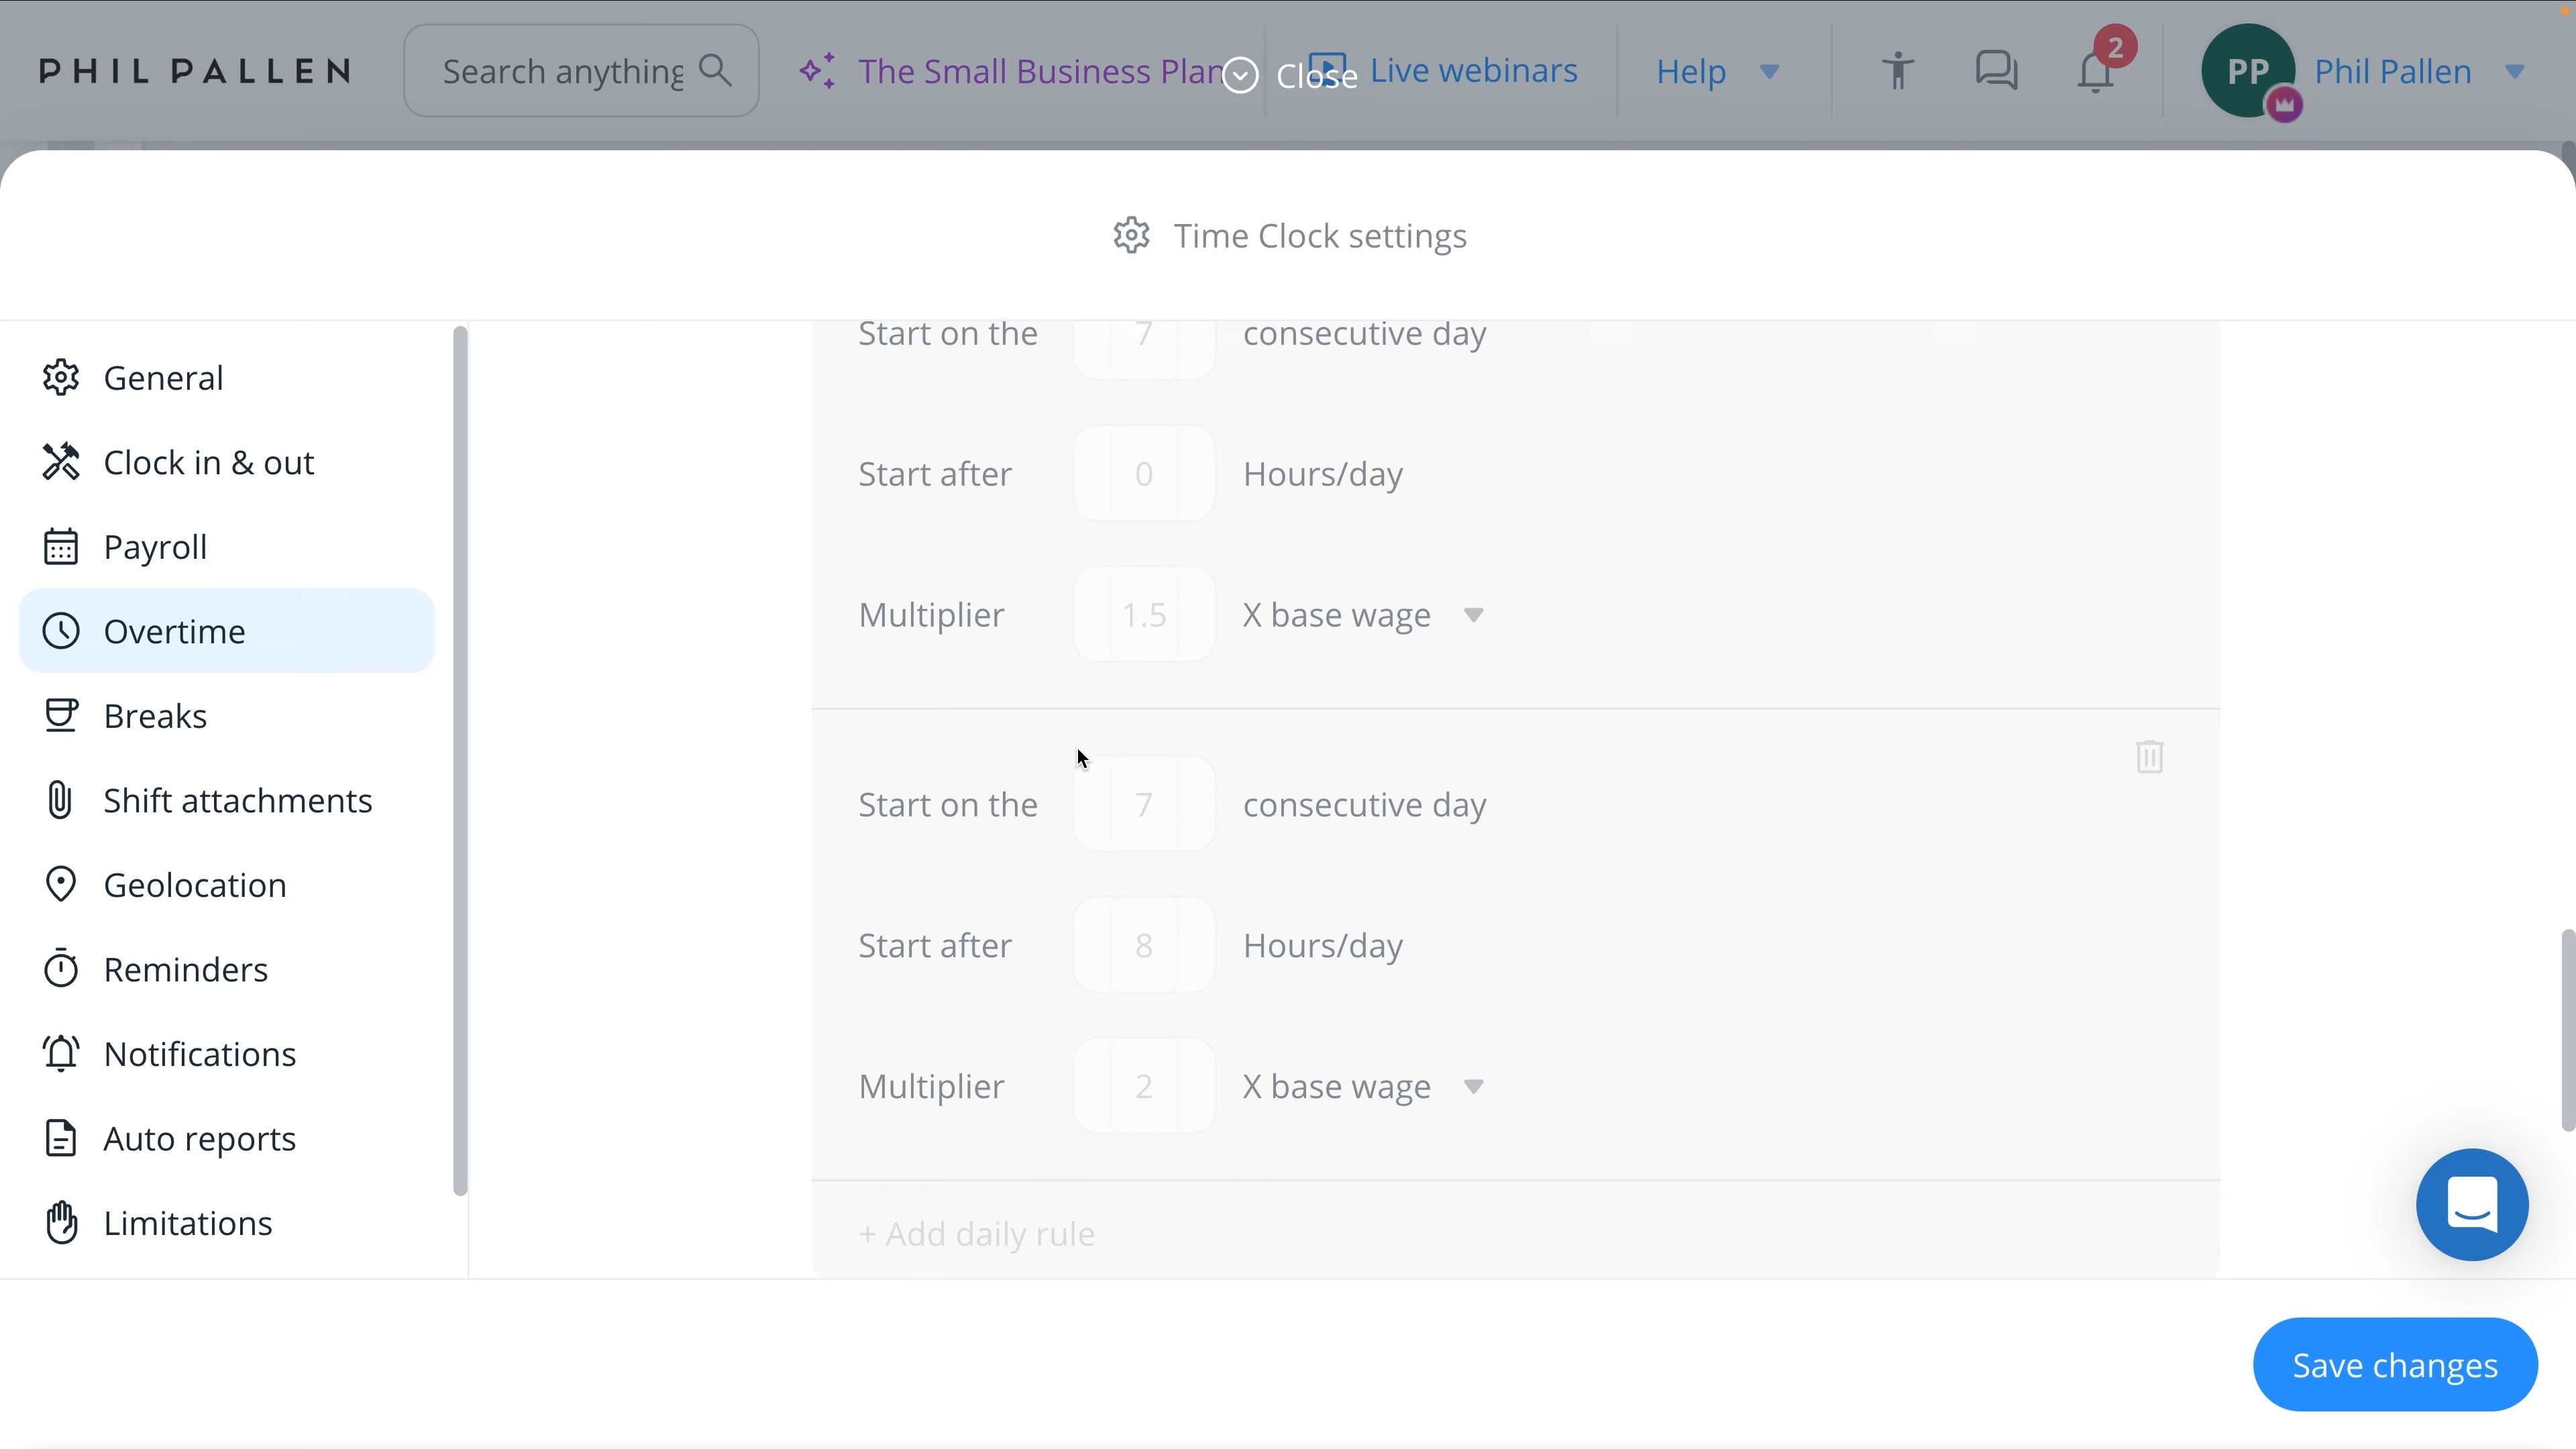 PHIL PALLEN
Search anything
The Small Business Plan
Close
Live webinars
Help
2
PP
Phil Pallen
Time Clock settings
General
Clock in & out
Payroll
Overtime
Breaks
Shift attachments
Geolocation
Reminders
Notifications
Auto reports
Limitations
Start on the 7 consecutive day
Start after 0 Hours/day
Multiplier 1.5 X base wage
Start on the 7 consecutive day
Start after 8 Hours/day
Multiplier 2 X base wage
+ Add daily rule
Save changes